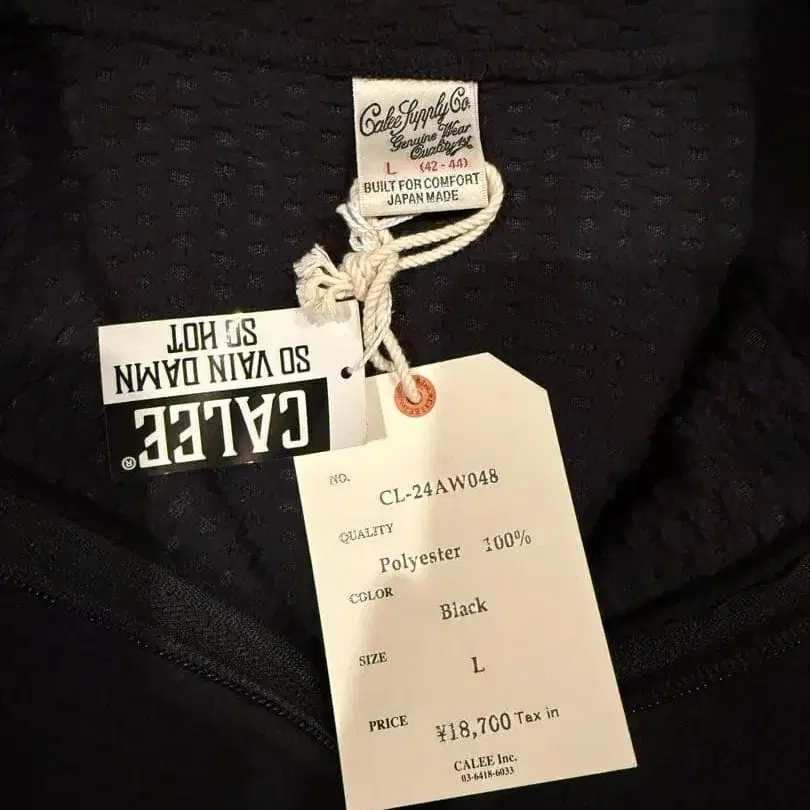 Calee Supply Co.
Genuine Wear
Quality 1st
L (42-44)
BUILT FOR COMFORT
JAPAN MADE
CALEE®
SO VAIN DAMN
SO HOT
NO.
CL-24AW048
QUALITY
Polyester 100%
COLOR
Black
SIZE
L
PRICE
¥18,700 Tax in
CALEE Inc.
03-6418-6033